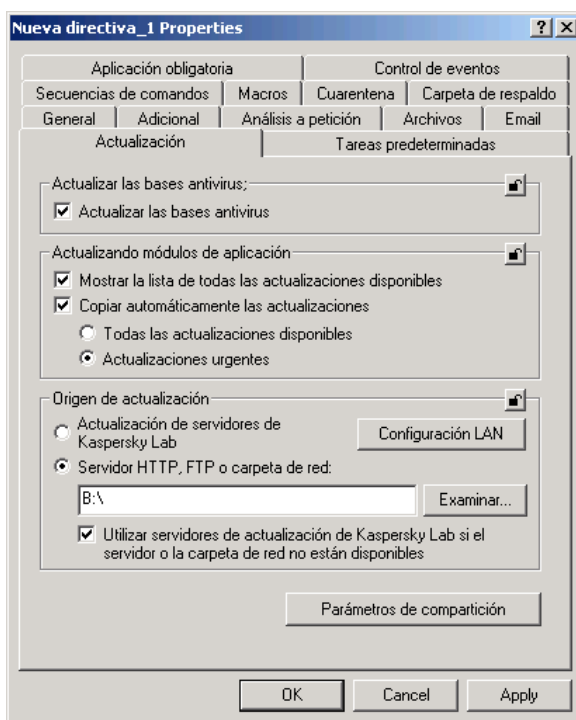 Nueva directiva_1 Properties
Aplicación obligatoria Control de eventos
Secuencias de comandos Macros Cuarentena Carpeta de respaldo
General Adicional Análisis a petición Archivos Email
Actualización Tareas predeterminadas
Actualizar las bases antivirus;
Actualizar las bases antivirus
Actualizando módulos de aplicación
Mostrar la lista de todas las actualizaciones disponibles
Copiar automáticamente las actualizaciones
Todas las actualizaciones disponibles
Actualizaciones urgentes
Origen de actualización
Actualización de servidores de
Kaspersky Lab
Configuración LAN
Servidor HTTP, FTP o carpeta de red:
B:\
Examinar...
Utilizar servidores de actualización de Kaspersky Lab si el
servidor o la carpeta de red no están disponibles
Parámetros de compartición
OK Cancel Apply